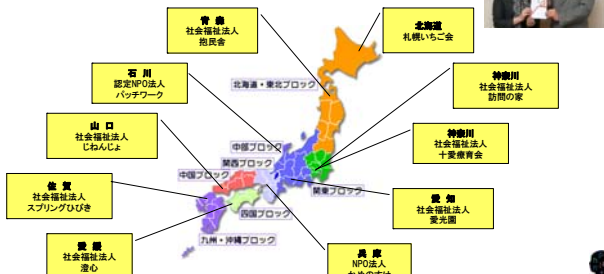 青 森
社会福祉法人
抱民舎
北海道
札幌いちご会
石 川
認定NPO法人
パッチワーク
神奈川
社会福祉法人
訪問の家
北海道・東北ブロック
山 口
社会福祉法人
じねんじょ
神奈川
社会福祉法人
十愛療育会
中部ブロック
関西ブロック
中国ブロック
関東ブロック
佐 賀
社会福祉法人
スプリングひびき
愛 知
社会福祉法人
愛光園
四国ブロック
九州・沖縄ブロック
愛 媛
社会福祉法人
澄心
兵 庫
NPO法人